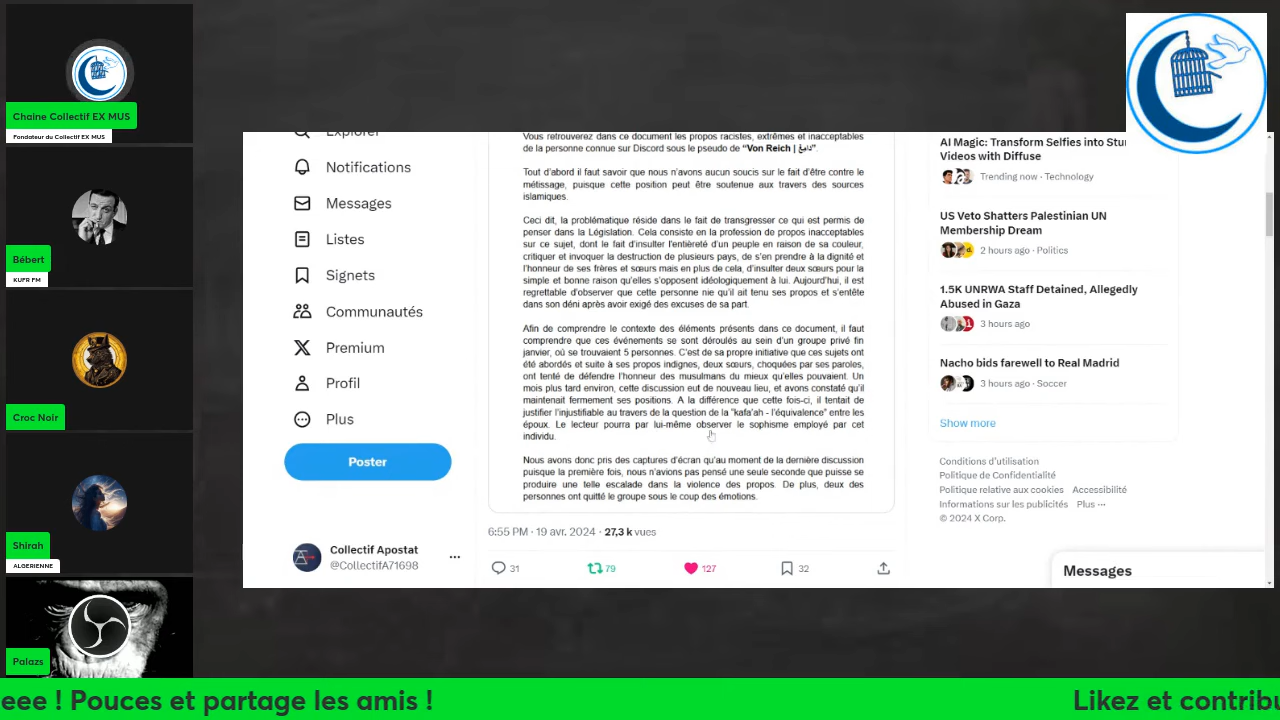 Chaine Collectif EX MUS
Fondateur du Collectif EX MUS
Bébert
KUFR FM
Croc Noir
Shirah
ALGERIENNE
Palazs
Explorer
Notifications
Messages
Listes
Signets
Communautés
Premium
Profil
Plus
Poster
Collectif Apostat
@CollectifA71698
Vous retrouverez dans ce document les propos racistes, extrêmes et inacceptables
de la personne connue sur Discord sous le pseudo de “Von Reich |
Tout d’abord il faut savoir que nous n’avons aucun soucis sur le fait d’être contre le
métissage, puisque cette position peut être soutenue aux travers des sources
islamiques.
Ceci dit, la problématique réside dans le fait de transgresser ce qui est permis de
penser dans la Législation. Cela consiste en la profession de propos inacceptables
sur ce sujet, dont le fait d’insulter l’entièreté d’un peuple en raison de sa couleur,
critiquer et invoquer la destruction de plusieurs pays, de s’en prendre à la dignité et
l’honneur de ses frères et sœurs mais en plus de cela, d’insulter deux sœurs pour la
simple et bonne raison qu’elles s’opposent idéologiquement à lui. Aujourd’hui, il est
regrettable d’observer que cette personne nie qu’il ait tenu ses propos et s’entête
dans son déni après avoir exigé des excuses de sa part.
Afin de comprendre le contexte des éléments présents dans ce document, il faut
comprendre que ces événements se sont déroulés au sein d’un groupe privé fin
janvier, où se trouvaient 5 personnes. C’est de sa propre initiative que ces sujets ont
été abordés et suite à ses propos indignes, deux sœurs, choquées par ses paroles,
ont tenté de défendre l’honneur des musulmans du mieux qu’elles pouvaient. Un
mois plus tard environ, cette discussion eut de nouveau lieu, et avons constaté qu’il
maintenait fermement ses positions. A la différence que cette fois-ci, il tentait de
justifier l’injustifiable au travers de la question de la “kafa’ah - l’équivalence” entre les
époux. Le lecteur pourra par lui-même observer le sophisme employé par cet
individu.
Nous avons donc pris des captures d’écran qu’au moment de la dernière discussion
puisque la première fois, nous n’avions pas pensé une seule seconde que puisse se
produire une telle escalade dans la violence des propos. De plus, deux des
personnes ont quitté le groupe sous le coup des émotions.
6:55 PM · 19 avr. 2024 · 27,3 k vues
31
79
127
32
AI Magic: Transform Selfies into Stun
Videos with Diffuse
Trending now · Technology
US Veto Shatters Palestinian UN
Membership Dream
2 hours ago · Politics
1.5K UNRWA Staff Detained, Allegedly
Abused in Gaza
3 hours ago
Nacho bids farewell to Real Madrid
3 hours ago · Soccer
Show more
Conditions d’utilisation
Politique de Confidentialité
Politique relative aux cookies Accessibilité
Informations sur les publicités Plus ···
© 2024 X Corp.
Messages
eee ! Pouces et partage les amis !
Likez et contribu